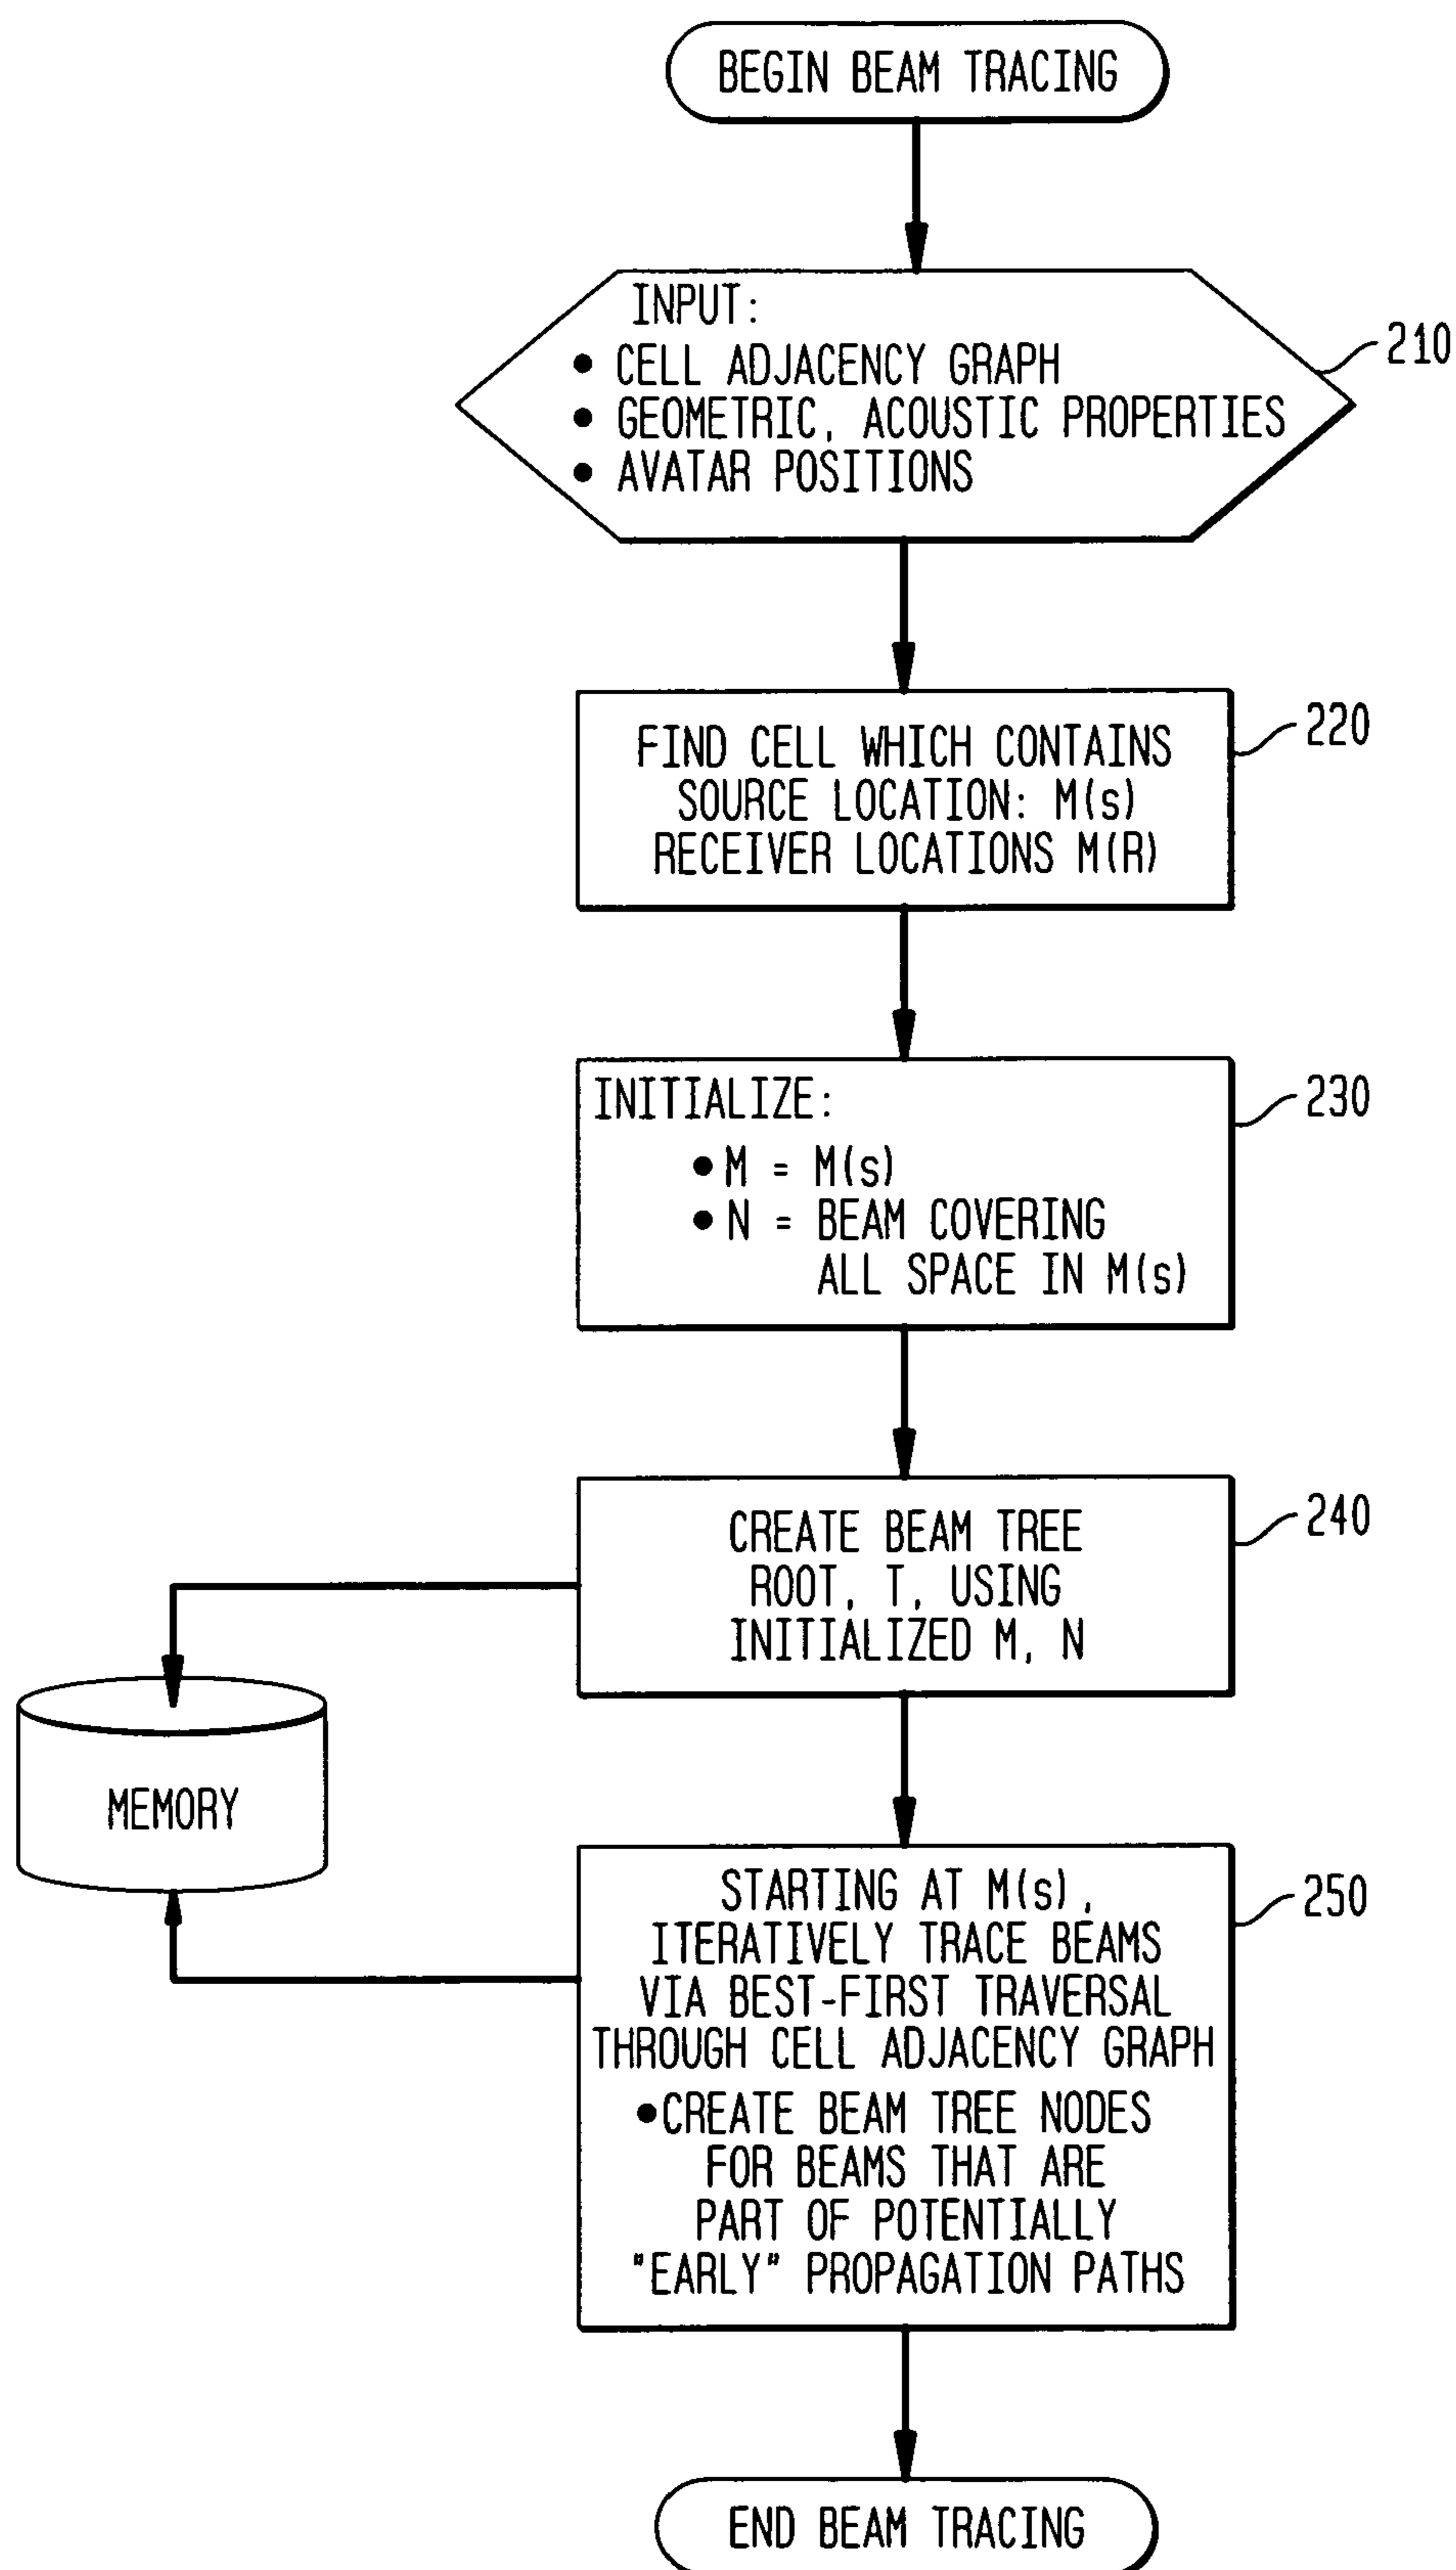 BEGIN BEAM TRACING
INPUT:
• CELL ADJACENCY GRAPH
• GEOMETRIC, ACOUSTIC PROPERTIES
• AVATAR POSITIONS
210
FIND CELL WHICH CONTAINS
SOURCE LOCATION: M(s)
RECEIVER LOCATIONS M(R)
220
INITIALIZE:
• M = M(s)
• N = BEAM COVERING
ALL SPACE IN M(s)
230
CREATE BEAM TREE
ROOT, T, USING
INITIALIZED M, N
240
MEMORY
STARTING AT M(s),
ITERATIVELY TRACE BEAMS
VIA BEST-FIRST TRAVERSAL
THROUGH CELL ADJACENCY GRAPH
• CREATE BEAM TREE NODES
FOR BEAMS THAT ARE
PART OF POTENTIALLY
"EARLY" PROPAGATION PATHS
250
END BEAM TRACING